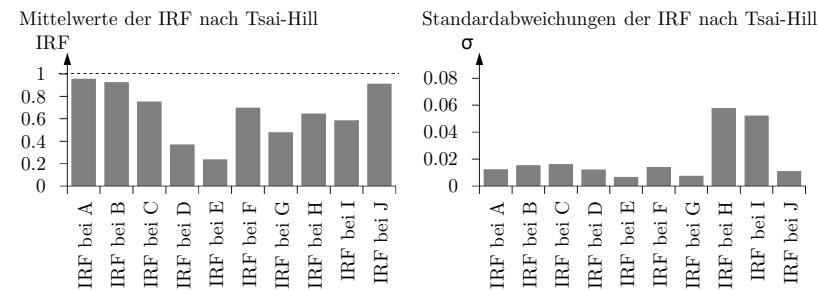 Mittelwerte der IRF nach Tsai-Hill
IRF
1
0.8
0.6
0.4
0.2
0
IRF bei A
IRF bei B
IRF bei C
IRF bei D
IRF bei E
IRF bei F
IRF bei G
IRF bei H
IRF bei I
IRF bei J
Standardabweichungen der IRF nach Tsai-Hill
σ
0.08
0.06
0.04
0.02
0
IRF bei A
IRF bei B
IRF bei C
IRF bei D
IRF bei E
IRF bei F
IRF bei G
IRF bei H
IRF bei I
IRF bei J